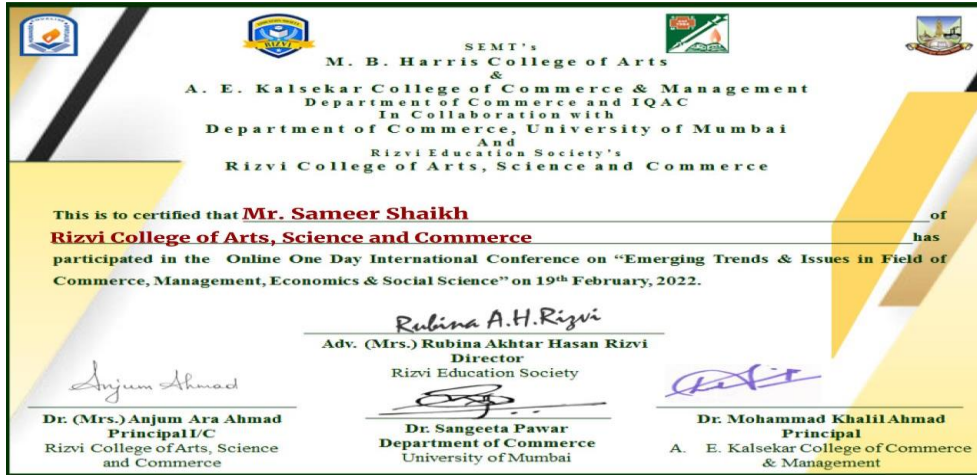 RIZVI
SEMT's
M. B. Harris College of Arts
&
A. E. Kalsekar College of Commerce & Management
Department of Commerce and IQAC
In Collaboration with
Department of Commerce, University of Mumbai
And
Rizvi Education Society's
Rizvi College of Arts, Science and Commerce
This is to certified that Mr. Sameer Shaikh of
Rizvi College of Arts, Science and Commerce has
participated in the Online One Day International Conference on “Emerging Trends & Issues in Field of
Commerce, Management, Economics & Social Science” on 19th February, 2022.
Rubina A.H.Rizvi
Adv. (Mrs.) Rubina Akhtar Hasan Rizvi
Director
Rizvi Education Society
Anjum Ahmad
Dr. (Mrs.) Anjum Ara Ahmad
Principal I/C
Rizvi College of Arts, Science
and Commerce
Dr. Sangeeta Pawar
Department of Commerce
University of Mumbai
Dr. Mohammad Khalil Ahmad
Principal
A. E. Kalsekar College of Commerce
& Management